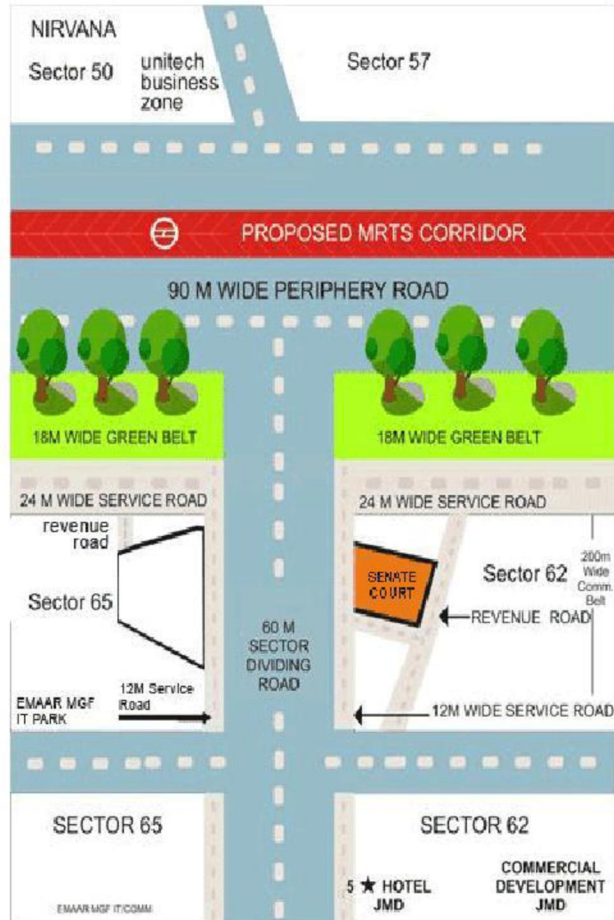 NIRVANA
Sector 50
unitech
business
zone
Sector 57
PROPOSED MRTS CORRIDOR
90 M WIDE PERIPHERY ROAD
18M WIDE GREEN BELT
18M WIDE GREEN BELT
24 M WIDE SERVICE ROAD
24 M WIDE SERVICE ROAD
revenue
road
Sector 65
SENATE
COURT
Sector 62
200m
Wide
Comm.
Belt
REVENUE ROAD
60 M
SECTOR
DIVIDING
ROAD
EMAAR MGF
IT PARK
12M Service
Road
12M WIDE SERVICE ROAD
SECTOR 65
SECTOR 62
5 ★ HOTEL
JMD
COMMERCIAL
DEVELOPMENT
JMD
EMAAR MGF IT/COMM.